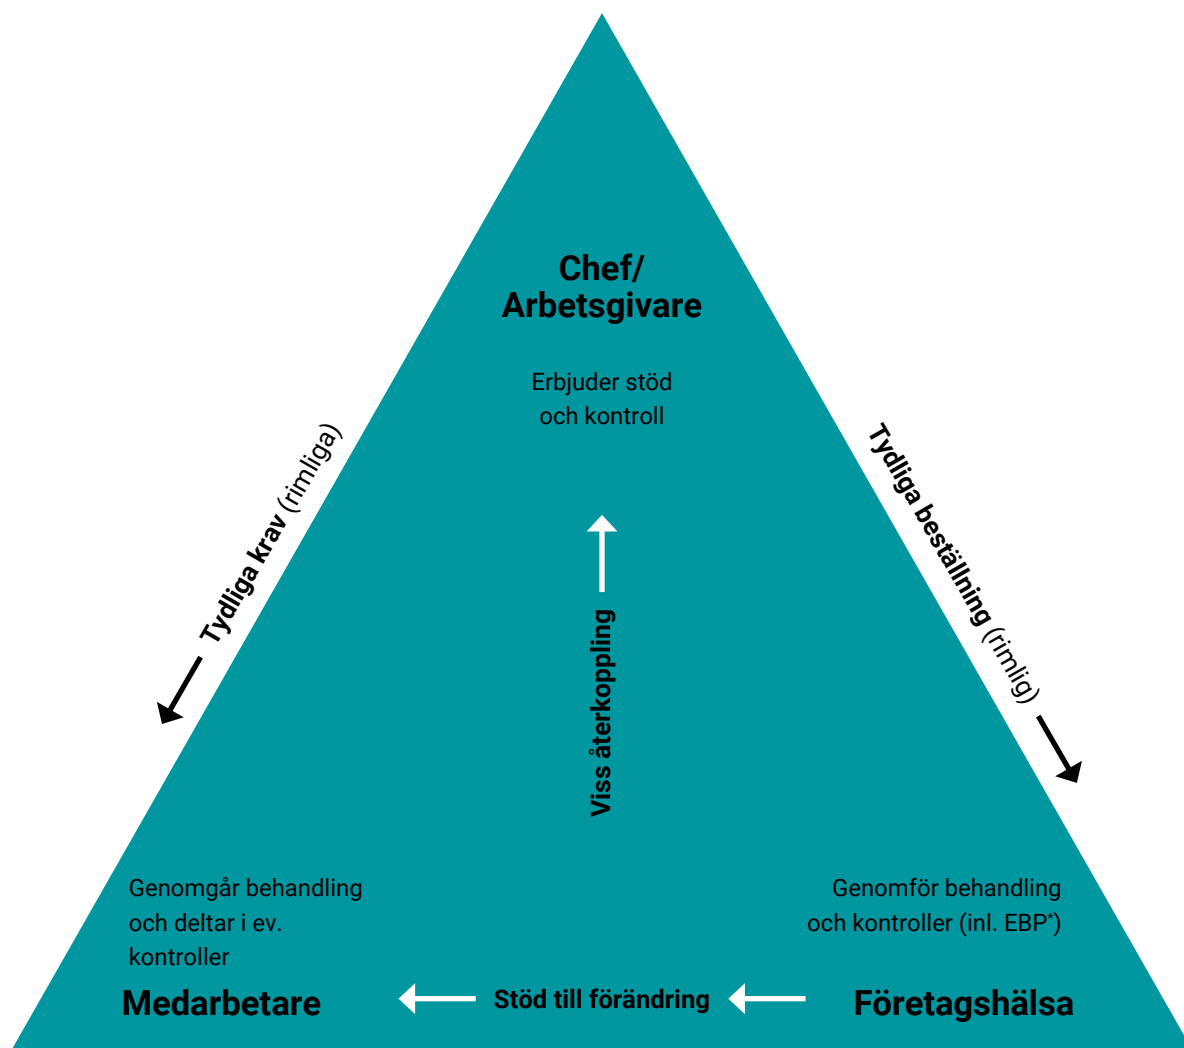 Chef/
Arbetsgivare
Erbjuder stöd
och kontroll
Tydliga krav (rimliga)
Tydliga beställning (rimlig)
Viss återkoppling
Genomgår behandling
och deltar i ev.
kontroller
Medarbetare
Stöd till förändring
Genomför behandling
och kontroller (inl. EBP*)
Företagshälsa